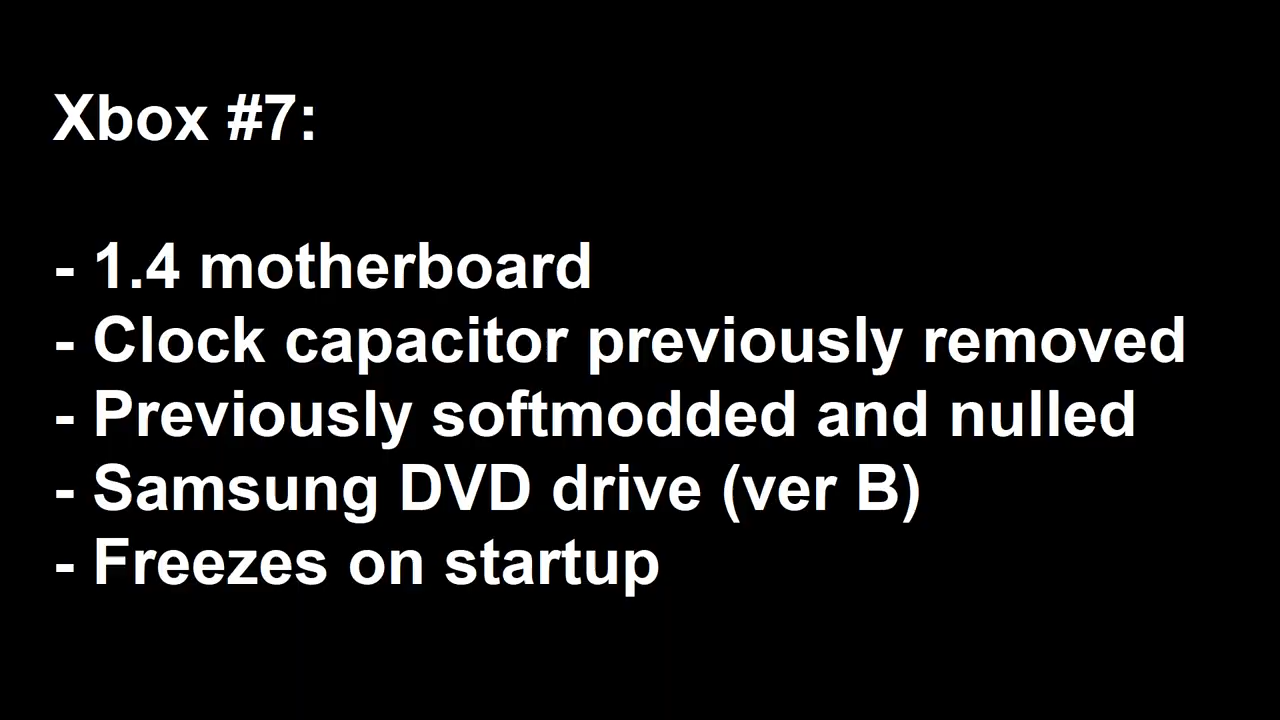 Xbox #7:
- 1.4 motherboard
- Clock capacitor previously removed
- Previously softmodded and nulled
- Samsung DVD drive (ver B)
- Freezes on startup